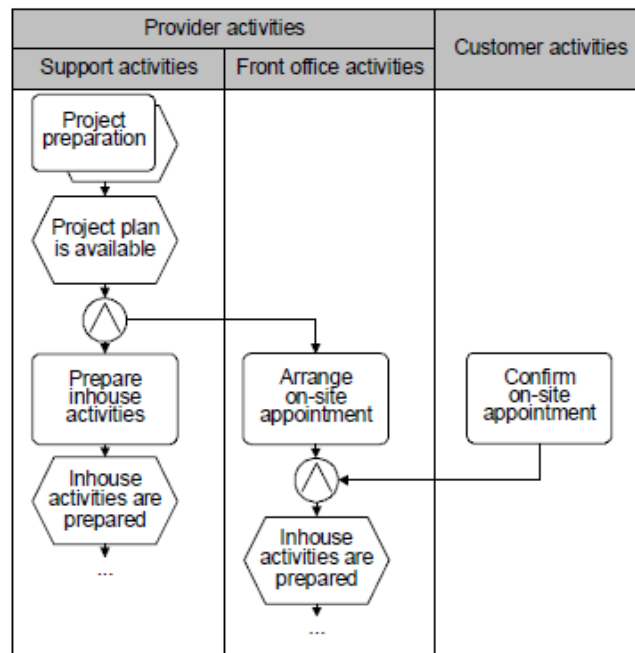 Provider activities
Customer activities
Support activities
Front office activities
Project
preparation
Project plan
is available
Prepare
inhouse
activities
Arrange
on-site
appointment
Confirm
on-site
appointment
Inhouse
activities are
prepared
...
Inhouse
activities are
prepared
...